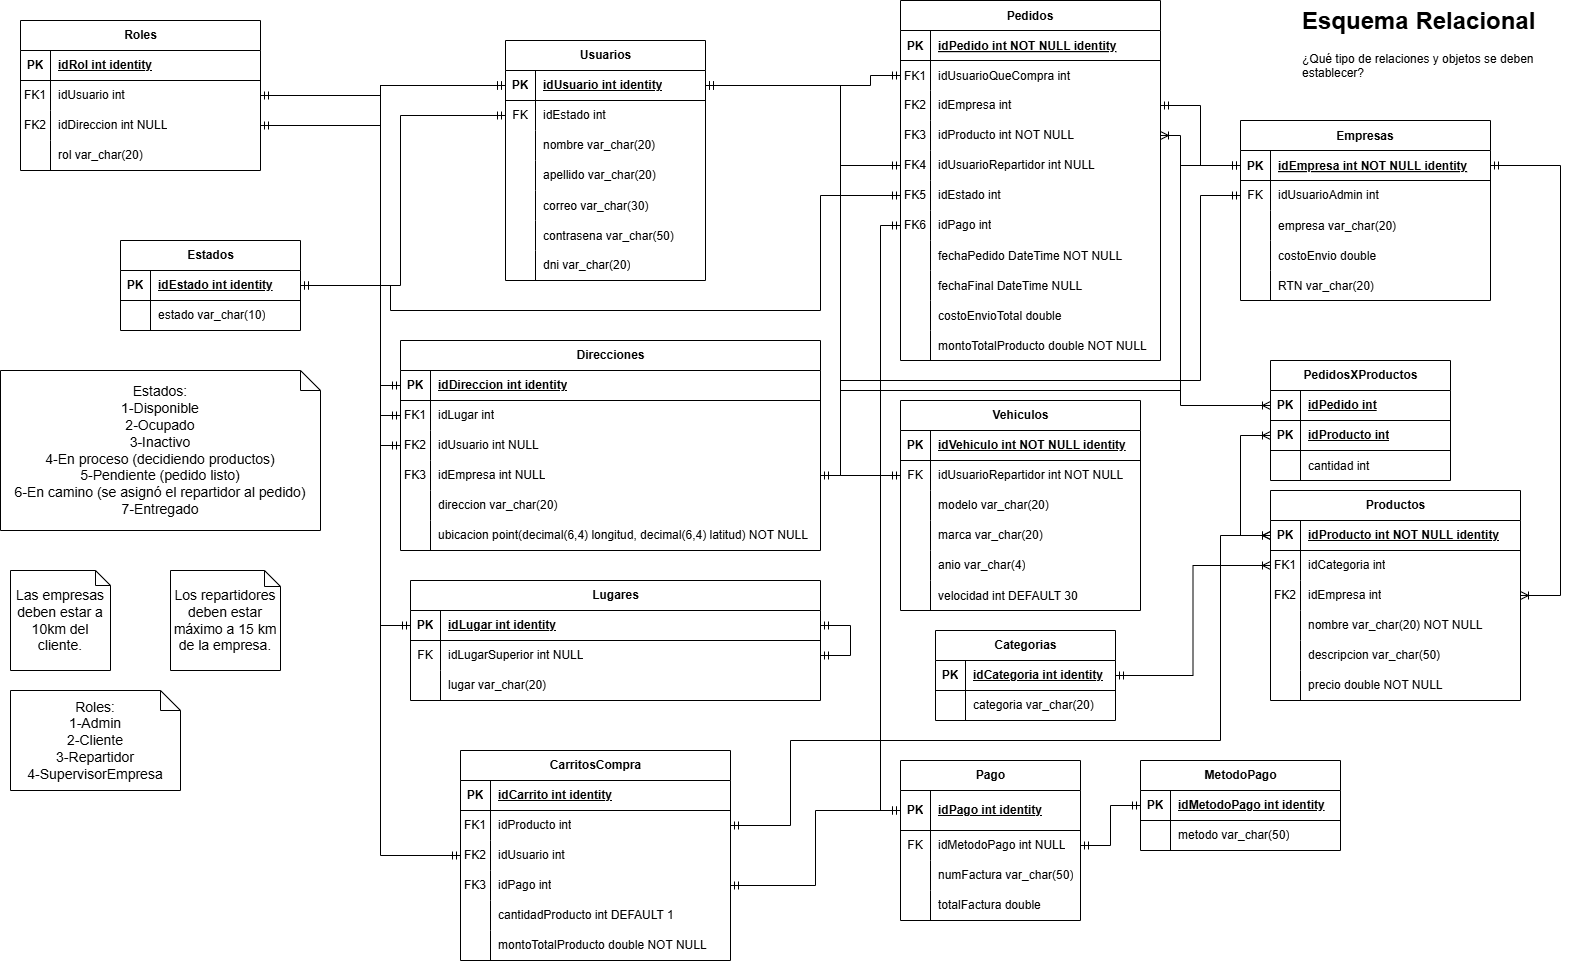 Esquema Relacional
¿Qué tipo de relaciones y objetos se deben
establecer?
Roles
PK idRol int identity
FK1 idUsuario int
FK2 idDireccion int NULL
rol var_char(20)
Usuarios
PK idUsuario int identity
FK idEstado int
nombre var_char(20)
apellido var_char(20)
correo var_char(30)
contrasena var_char(50)
dni var_char(20)
Pedidos
PK idPedido int NOT NULL identity
FK1 idUsuarioQueCompra int
FK2 idEmpresa int
FK3 idProducto int NOT NULL
FK4 idUsuarioRepartidor int NULL
FK5 idEstado int
FK6 idPago int
fechaPedido DateTime NOT NULL
fechaFinal DateTime NULL
costoEnvioTotal double
montoTotalProducto double NOT NULL
Empresas
PK idEmpresa int NOT NULL identity
FK idUsuarioAdmin int
empresa var_char(20)
costoEnvio double
RTN var_char(20)
Estados
PK idEstado int identity
estado var_char(10)
Direcciones
PK idDireccion int identity
FK1 idLugar int
FK2 idUsuario int NULL
FK3 idEmpresa int NULL
direccion var_char(20)
ubicacion point(decimal(6,4) longitud, decimal(6,4) latitud) NOT NULL
Vehiculos
PK idVehiculo int NOT NULL identity
FK idUsuarioRepartidor int NOT NULL
modelo var_char(20)
marca var_char(20)
anio var_char(4)
velocidad int DEFAULT 30
PedidosXProductos
PK idPedido int
PK idProducto int
cantidad int
Productos
PK idProducto int NOT NULL identity
FK1 idCategoria int
FK2 idEmpresa int
nombre var_char(20) NOT NULL
descripcion var_char(50)
precio double NOT NULL
Estados:
1-Disponible
2-Ocupado
3-Inactivo
4-En proceso (decidiendo productos)
5-Pendiente (pedido listo)
6-En camino (se asignó el repartidor al pedido)
7-Entregado
Las empresas
deben estar a
10km del
cliente.
Los repartidores
deben estar
máximo a 15 km
de la empresa.
Roles:
1-Admin
2-Cliente
3-Repartidor
4-SupervisorEmpresa
Lugares
PK idLugar int identity
FK idLugarSuperior int NULL
lugar var_char(20)
Categorias
PK idCategoria int identity
categoria var_char(20)
CarritosCompra
PK idCarrito int identity
FK1 idProducto int
FK2 idUsuario int
FK3 idPago int
cantidadProducto int DEFAULT 1
montoTotalProducto double NOT NULL
Pago
PK idPago int identity
FK idMetodoPago int NULL
numFactura var_char(50)
totalFactura double
MetodoPago
PK idMetodoPago int identity
metodo var_char(50)